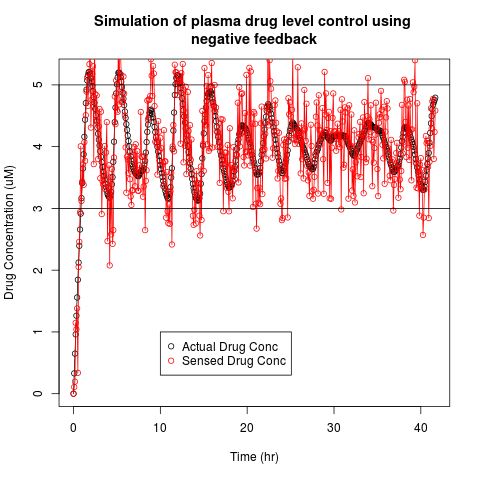 Simulation of plasma drug level control using
negative feedback
Drug Concentration (uM)
5
4
3
2
1
0
Actual Drug Conc
Sensed Drug Conc
0 10 20 30 40
Time (hr)